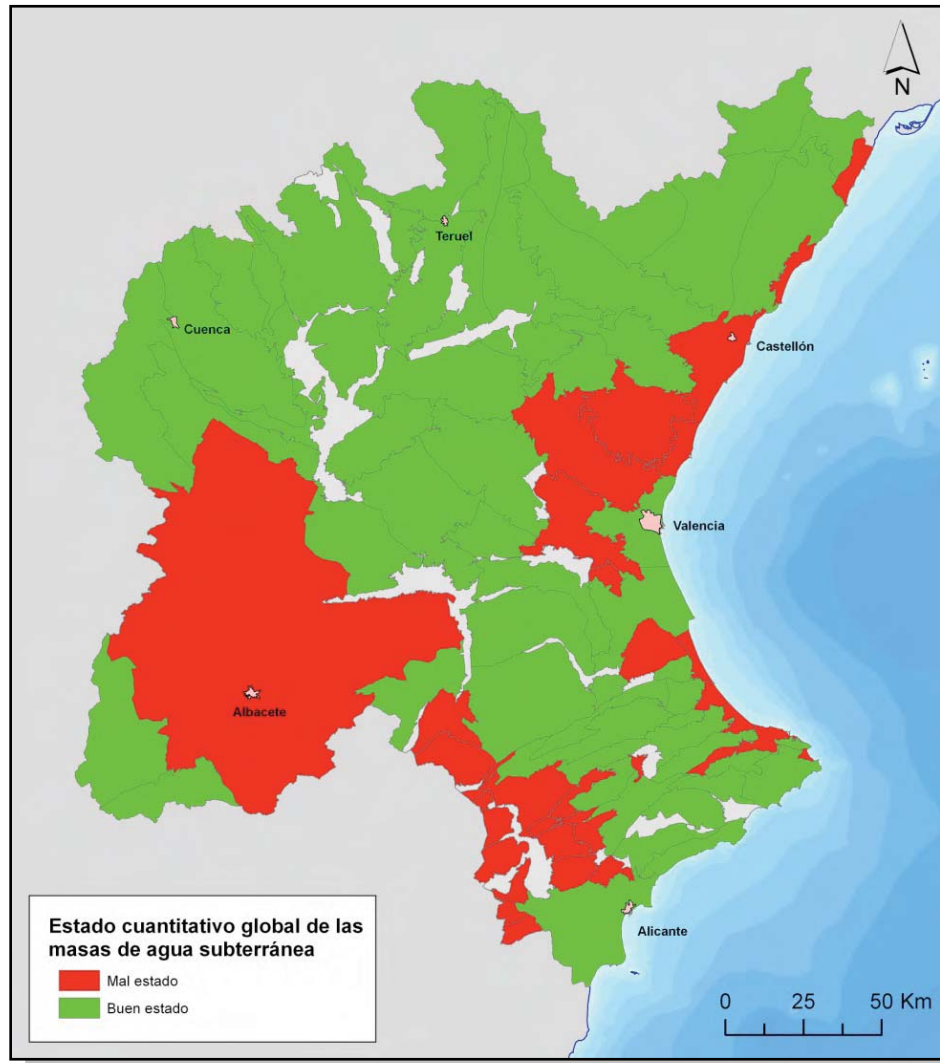 N
Teruel
Cuenca
Castellón
Valencia
Albacete
Alicante
Estado cuantitativo global de las
masas de agua subterránea
Mal estado
Buen estado
0 25 50 Km